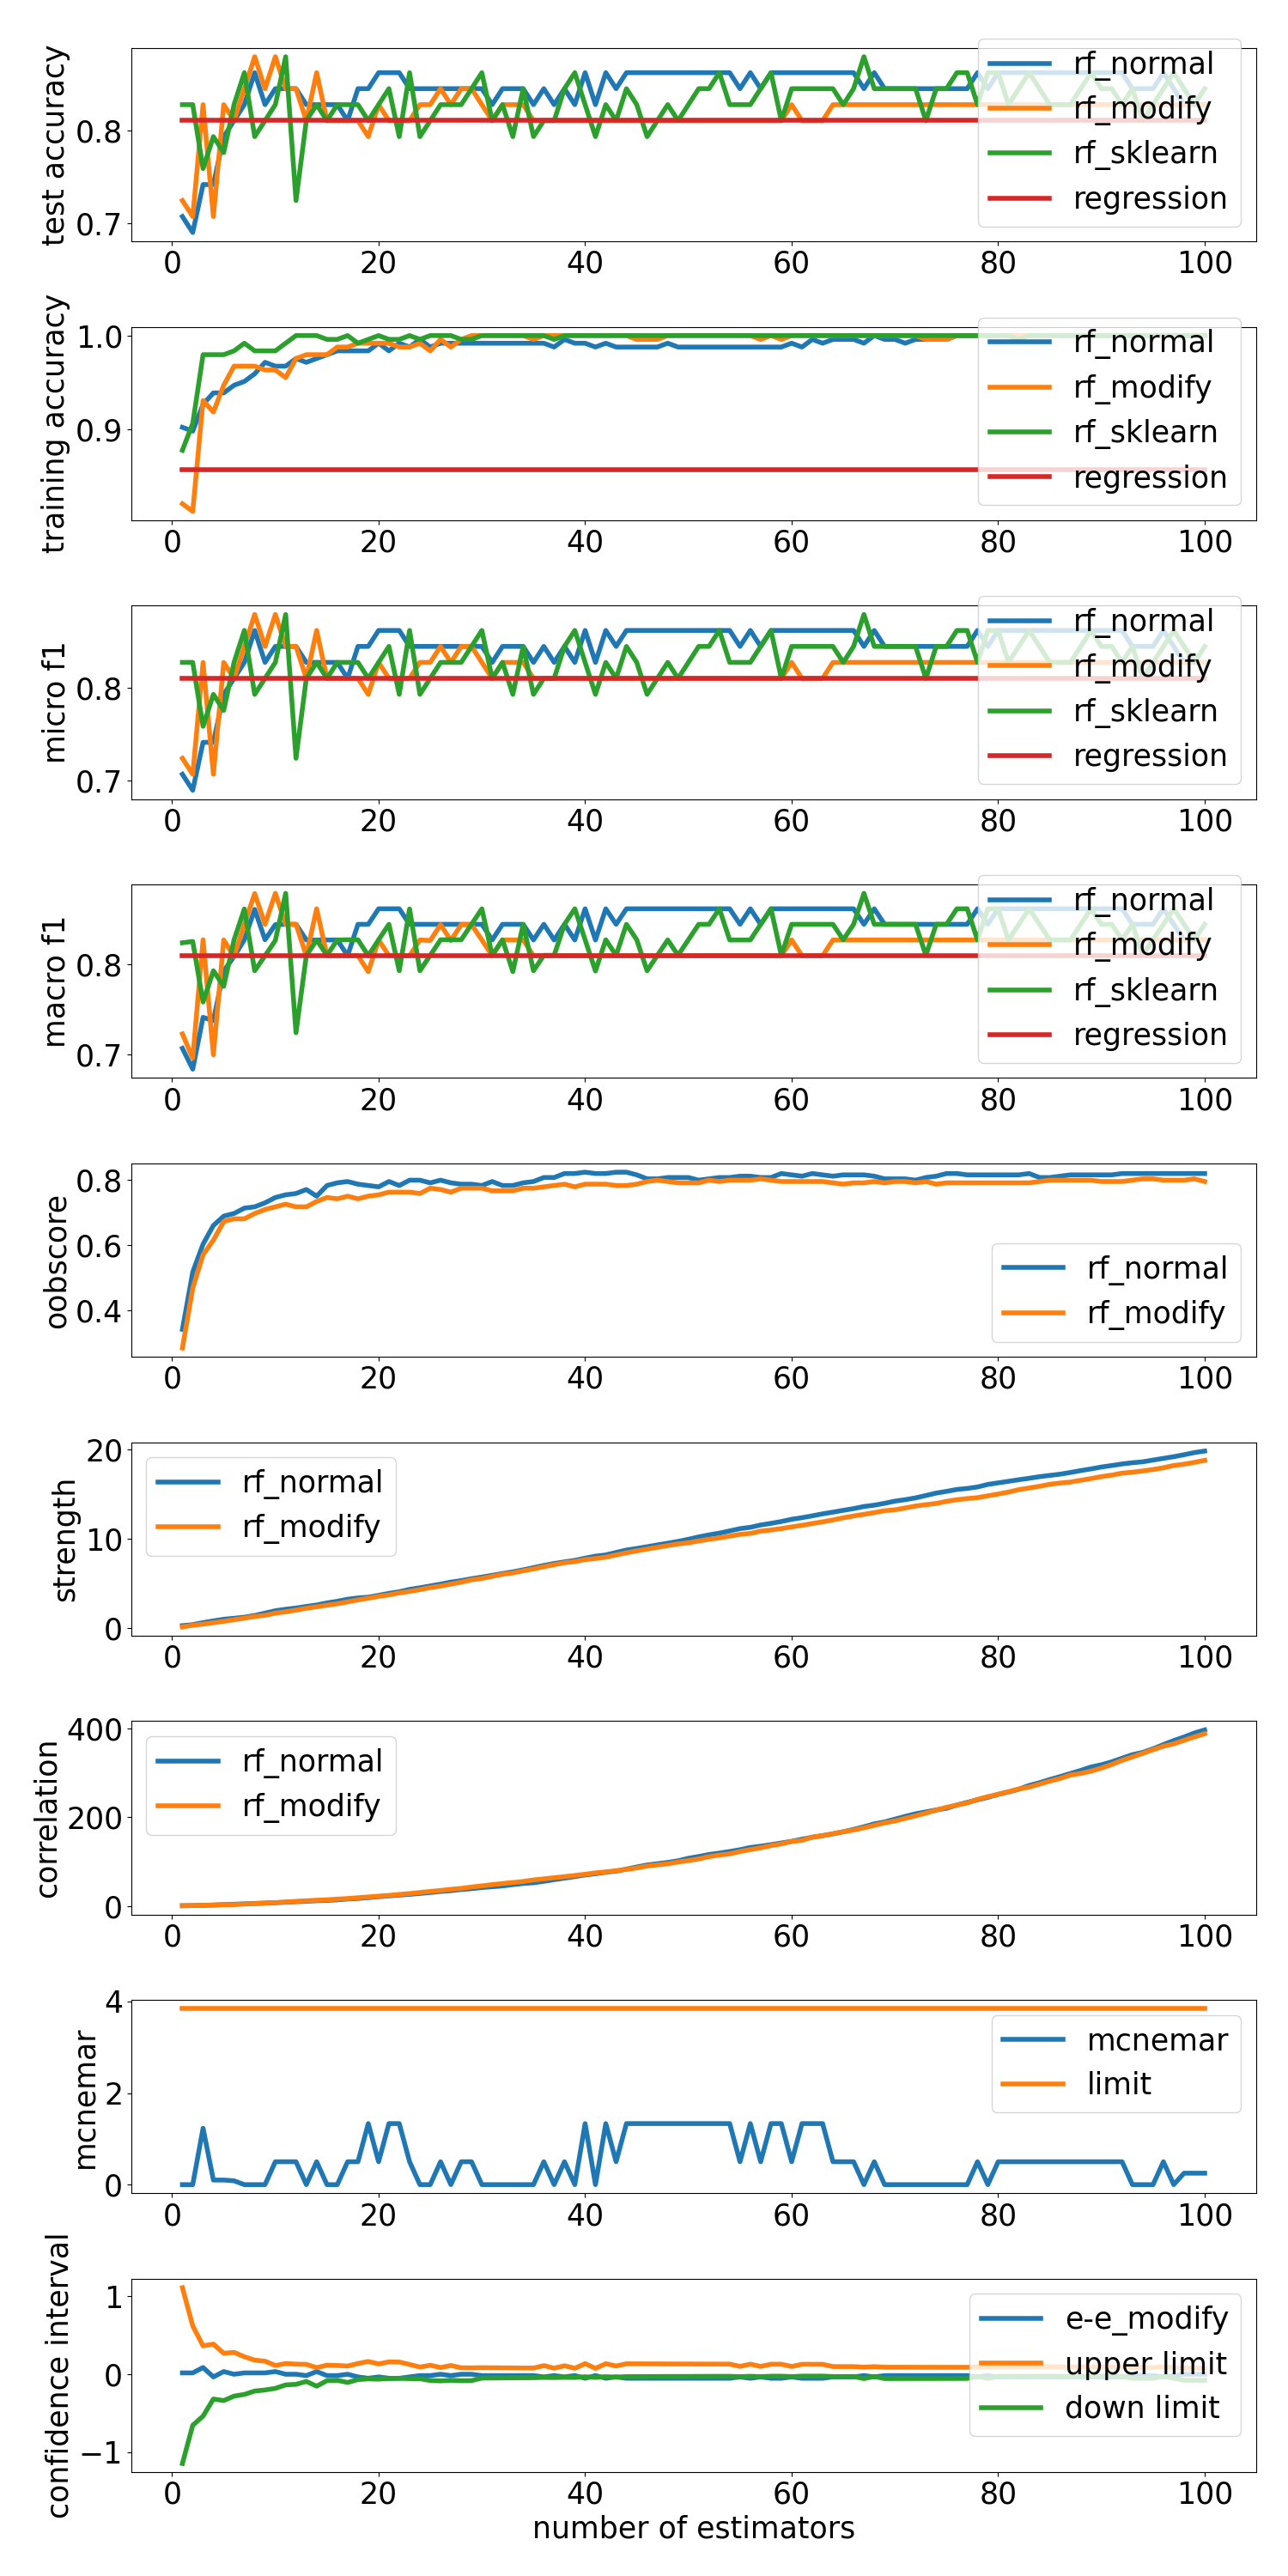 test accuracy
0.8
0.7
rf_normal
rf_modify
rf_sklearn
regression
0 20 40 60 80 100
training accuracy
1.0
0.9
rf_normal
rf_modify
rf_sklearn
regression
0 20 40 60 80 100
micro f1
0.8
0.7
rf_normal
rf_modify
rf_sklearn
regression
0 20 40 60 80 100
macro f1
0.8
0.7
rf_normal
rf_modify
rf_sklearn
regression
0 20 40 60 80 100
oobscore
0.8
0.6
0.4
rf_normal
rf_modify
0 20 40 60 80 100
strength
20
10
0
rf_normal
rf_modify
0 20 40 60 80 100
correlation
400
200
0
rf_normal
rf_modify
0 20 40 60 80 100
mcnemar
4
2
0
mcnemar
limit
0 20 40 60 80 100
confidence interval
1
0
−1
e-e_modify
upper limit
down limit
0 20 40 60 80 100
number of estimators